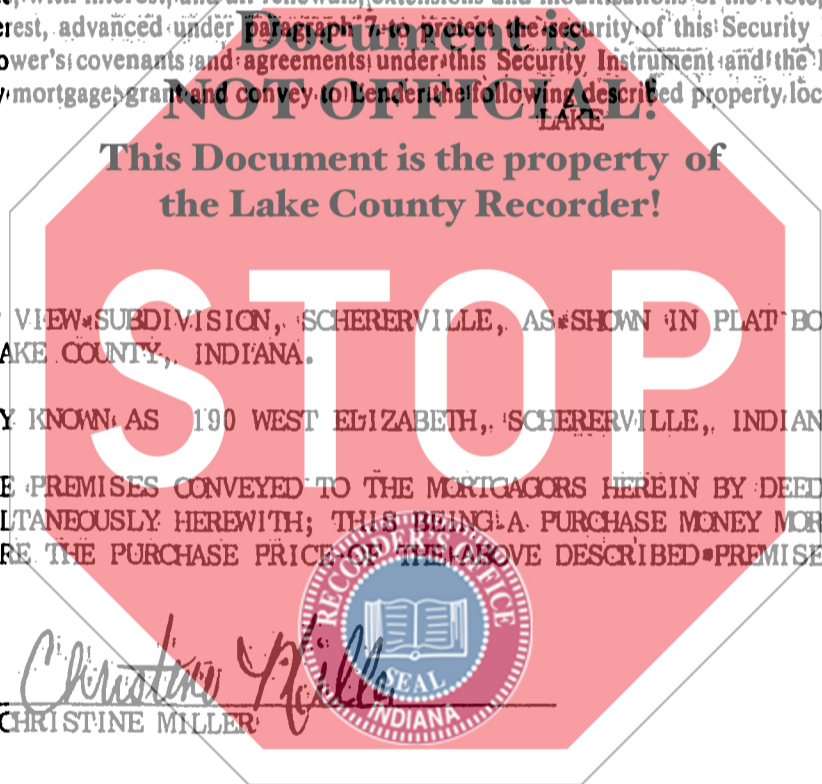 erest, advanced under paragraph 7 to protect the security of this Security
ower's covenants and agreements under this Security Instrument and the
mortgage, grant and convey to Lender the following described property loc
LAKE
Document is
NOT OFFICIAL!
This Document is the property of
the Lake County Recorder!
STOP
VIEW SUBDIVISION, SCHERERVILLE, AS SHOWN IN PLAT BO
AKE COUNTY, INDIANA.
Y KNOWN AS 190 WEST ELIZABETH, SCHERERVILLE, INDIAN
E PREMISES CONVEYED TO THE MORTGAGORS HEREIN BY DEED
LTANEOUSLY HEREWITH; THIS BEING A PURCHASE MONEY MOR
RE THE PURCHASE PRICE OF THE ABOVE DESCRIBED PREMISE
RECORDER'S OFFICE
SEAL
INDIANA
Christine Miller
CHRISTINE MILLER